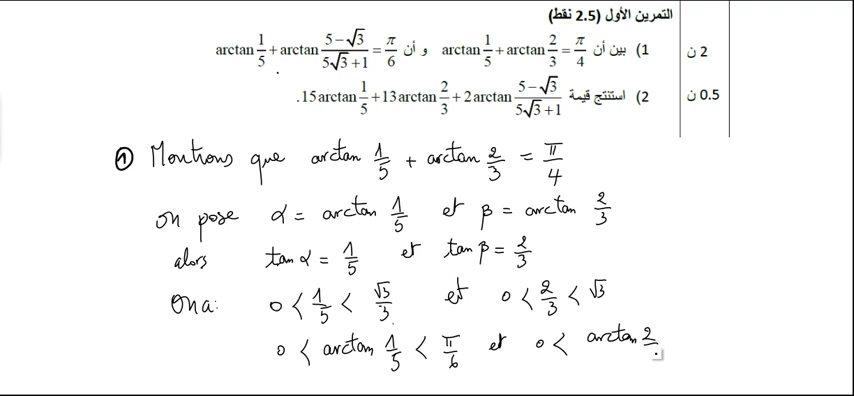 التمرين الأول (2.5 نقط)
2 ن
1) بين أن arctan 1/5 + arctan 2/3 = π/4 و أن arctan 1/5 + arctan (5−√3)/(5√3+1) = π/6
0.5 ن
2) استنتج قيمة 15arctan 1/5 + 13arctan 2/3 + 2arctan (5−√3)/(5√3+1).
① Montrons que arctan 1/5 + arctan 2/3 = π/4
on pose α = arctan 1/5 et β = arctan 2/3
alors tan α = 1/5 et tan β = 2/3
On a: 0 < 1/5 < √3/3 et 0 < 2/3 < √3
0 < arctan 1/5 < π/6 et 0 < arctan 2/